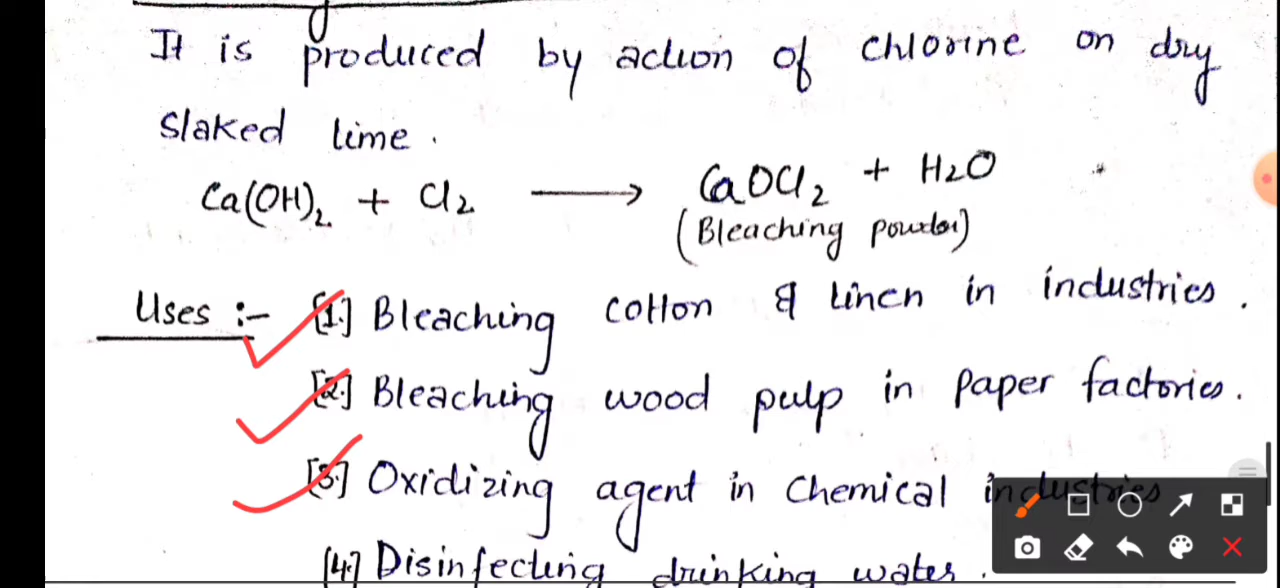 It is produced by action of chlorine on dry
slaked lime.
Ca(OH)₂ + Cl₂ ⟶ CaOCl₂ + H₂O
(Bleaching powder)
Uses :- [1.] Bleaching cotton & linen in industries.
[2.] Bleaching wood pulp in paper factories.
[3.] Oxidizing agent in chemical industries
[4.] Disinfecting drinking water.